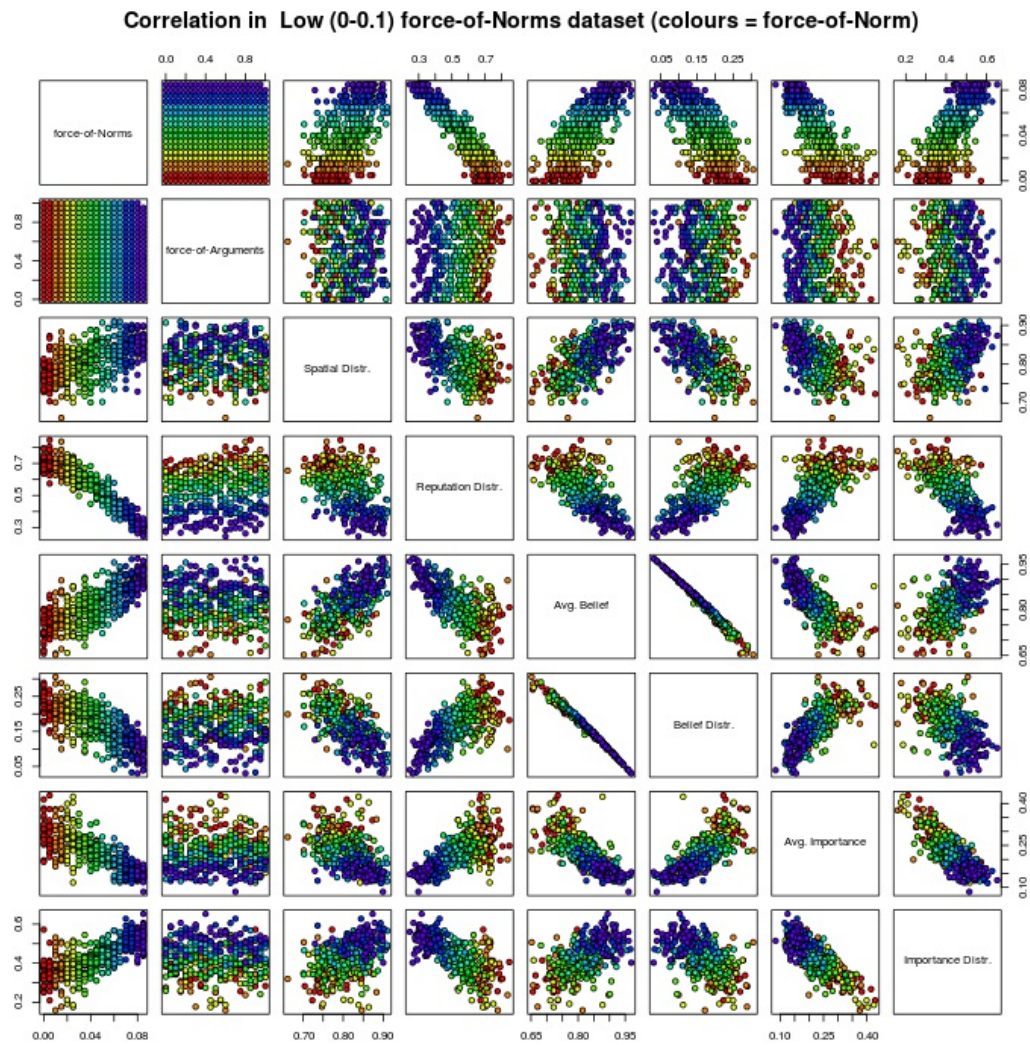 Correlation in Low (0-0.1) force-of-Norms dataset (colours = force-of-Norm)
0.0 0.4 0.8
0.3 0.5 0.7
0.05 0.15 0.25
0.2 0.4 0.6
force-of-Norms
0.00 0.04 0.08
0.0 0.4 0.8
force-of-Arguments
Spatial Distr.
0.70 0.80 0.90
0.3 0.5 0.7
Reputation Distr.
Avg. Belief
0.65 0.80 0.95
0.05 0.15 0.25
Belief Distr.
Avg. Importance
0.10 0.25 0.40
0.2 0.4 0.6
Importance Distr.
0.00 0.04 0.08
0.70 0.80 0.90
0.65 0.80 0.95
0.10 0.25 0.40